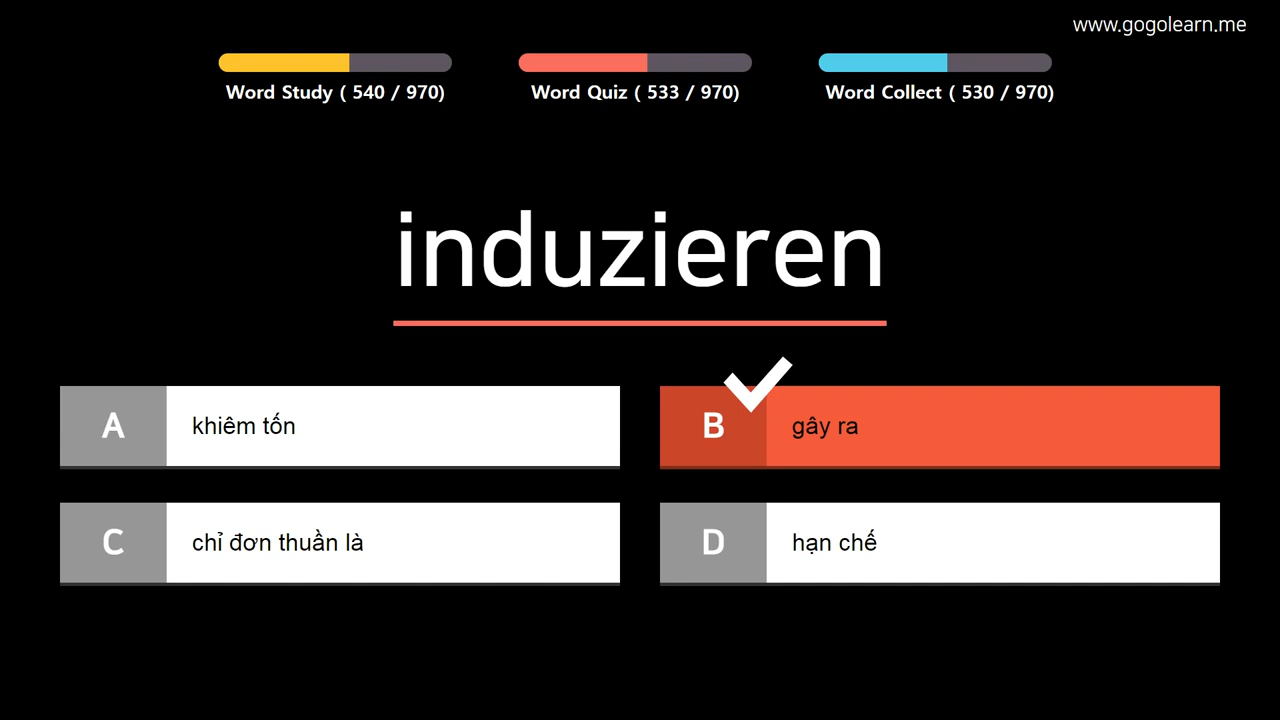 www.gogolearn.me
Word Study ( 540 / 970)
Word Quiz ( 533 / 970)
Word Collect ( 530 / 970)
induzieren
A
khiêm tốn
B
gây ra
C
chỉ đơn thuần là
D
hạn chế